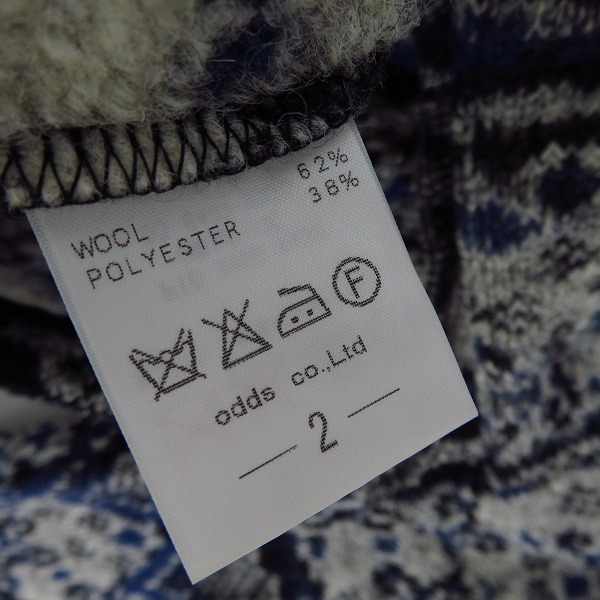 WOOL 62%
POLYESTER 38%
F
odds co.,Ltd
— 2 —